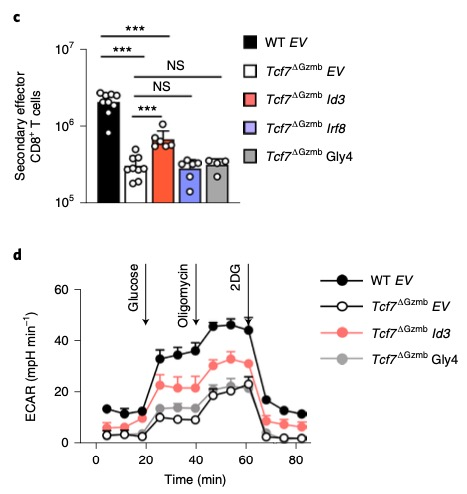 c
***
***
NS
NS
***
10⁷
10⁶
10⁵
Secondary effector
CD8⁺ T cells
WT EV
Tcf7ΔGzmb EV
Tcf7ΔGzmb Id3
Tcf7ΔGzmb Irf8
Tcf7ΔGzmb Gly4
d
Glucose
Oligomycin
2DG
60
40
20
0
ECAR (mpH min⁻¹)
0 20 40 60 80
Time (min)
WT EV
Tcf7ΔGzmb EV
Tcf7ΔGzmb Id3
Tcf7ΔGzmb Gly4